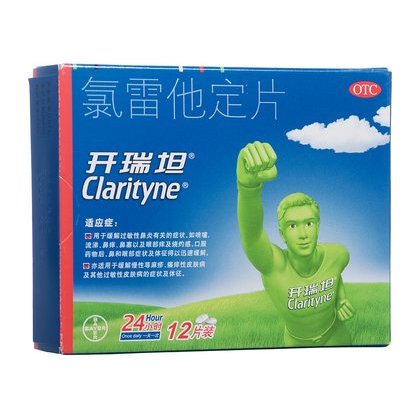 氯雷他定片
OTC
开瑞坦®
Clarityne®
适应症:
用于缓解过敏性鼻炎有关的症状,如喷嚏、
流涕、鼻痒、鼻塞以及眼部痒及烧灼感。口服
药物后,鼻和眼部症状及体征得以迅速缓解。
亦适用于缓解慢性荨麻疹、瘙痒性皮肤病
及其他过敏性皮肤病的症状及体征。
开瑞坦
Clarityne®
BAYER
24 Hour 小时
Once daily 一天一次
12片装